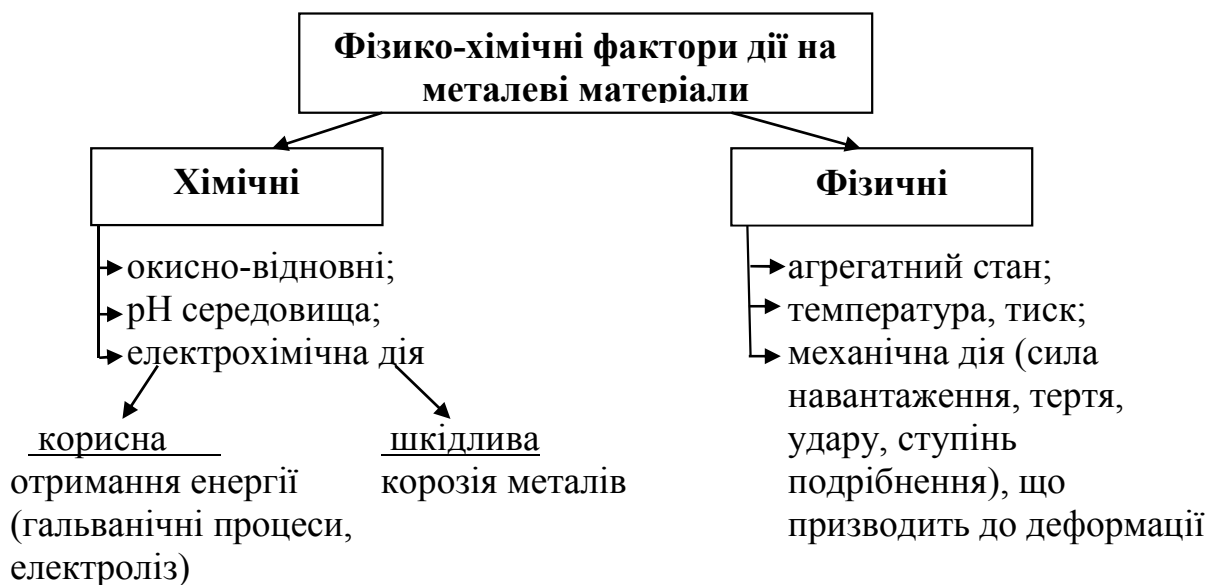 Фізико-хімічні фактори дії на
металеві матеріали
Хімічні
окисно-відновні;
рН середовища;
електрохімічна дія
корисна
отримання енергії
(гальванічні процеси,
електроліз)
шкідлива
корозія металів
Фізичні
агрегатний стан;
температура, тиск;
механічна дія (сила
навантаження, тертя,
удару, ступінь
подрібнення), що
призводить до деформації